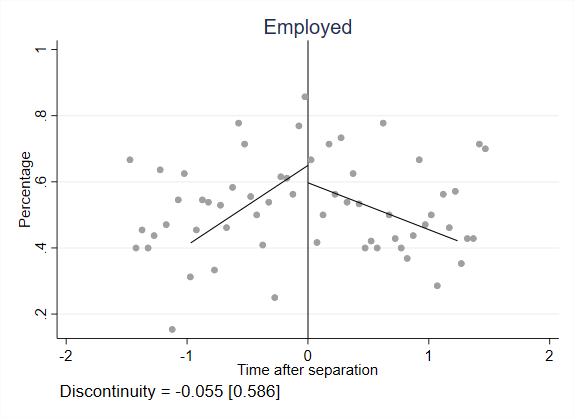 Employed
1
.8
.6
.4
.2
Percentage
-2
-1
0
1
2
Time after separation
Discontinuity = -0.055 [0.586]